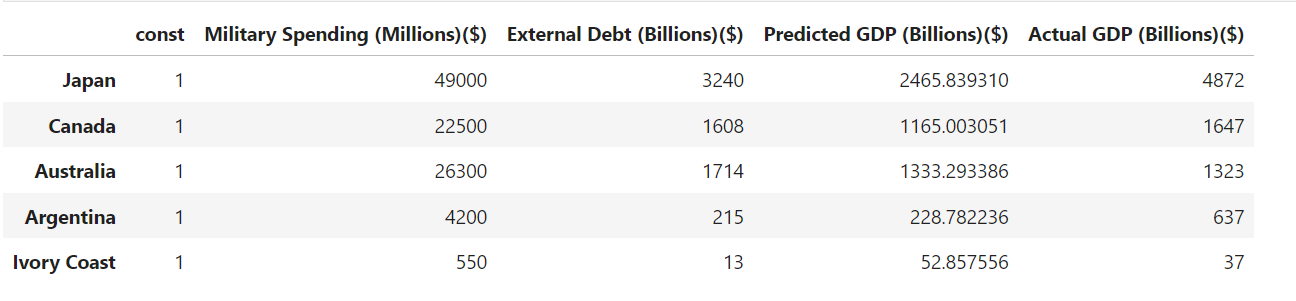 const Military Spending (Millions)($) External Debt (Billions)($) Predicted GDP (Billions)($) Actual GDP (Billions)($)
Japan 1 49000 3240 2465.839310 4872
Canada 1 22500 1608 1165.003051 1647
Australia 1 26300 1714 1333.293386 1323
Argentina 1 4200 215 228.782236 637
Ivory Coast 1 550 13 52.857556 37